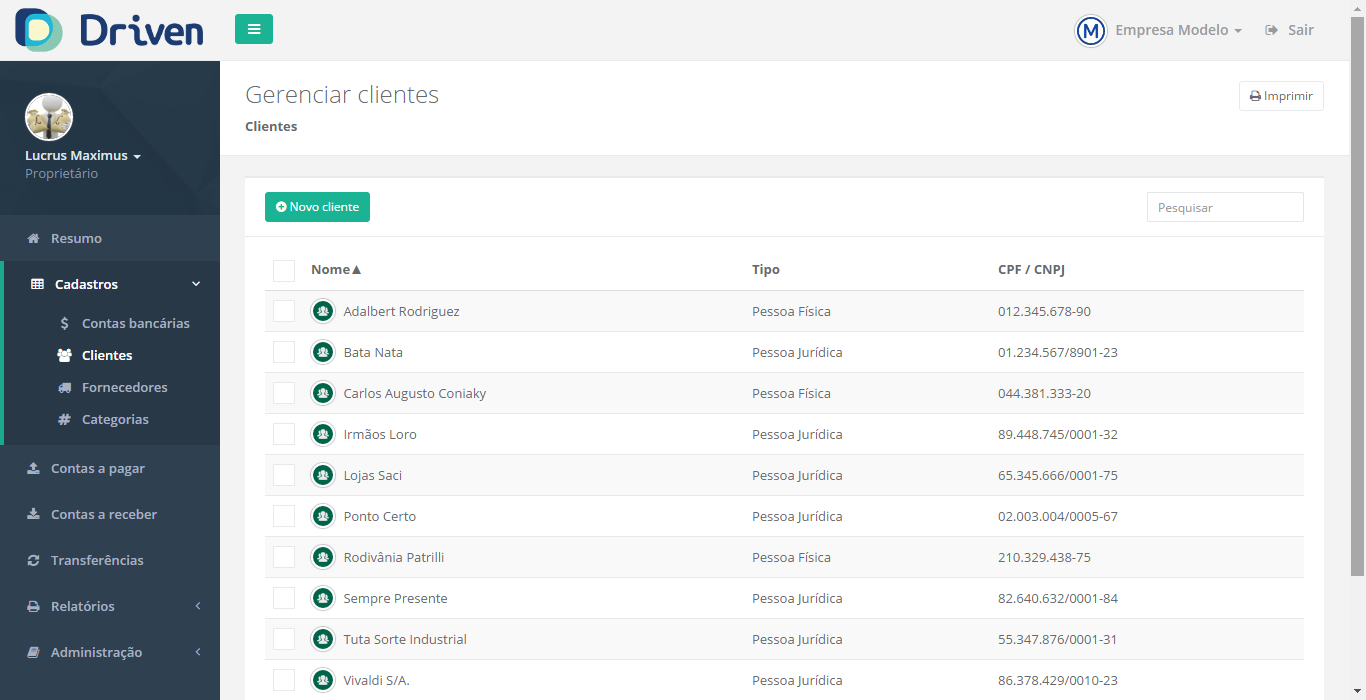 Driven
M
Empresa Modelo
Sair
Lucrus Maximus
Proprietário
Resumo
Cadastros
Contas bancárias
Clientes
Fornecedores
Categorias
Contas a pagar
Contas a receber
Transferências
Relatórios
Administração
Gerenciar clientes
Imprimir
Clientes
Novo cliente
Pesquisar
Nome▲ Tipo CPF / CNPJ
Adalbert Rodriguez Pessoa Física 012.345.678-90
Bata Nata Pessoa Jurídica 01.234.567/8901-23
Carlos Augusto Coniaky Pessoa Física 044.381.333-20
Irmãos Loro Pessoa Jurídica 89.448.745/0001-32
Lojas Saci Pessoa Jurídica 65.345.666/0001-75
Ponto Certo Pessoa Jurídica 02.003.004/0005-67
Rodivânia Patrilli Pessoa Física 210.329.438-75
Sempre Presente Pessoa Jurídica 82.640.632/0001-84
Tuta Sorte Industrial Pessoa Jurídica 55.347.876/0001-31
Vivaldi S/A. Pessoa Jurídica 86.378.429/0010-23